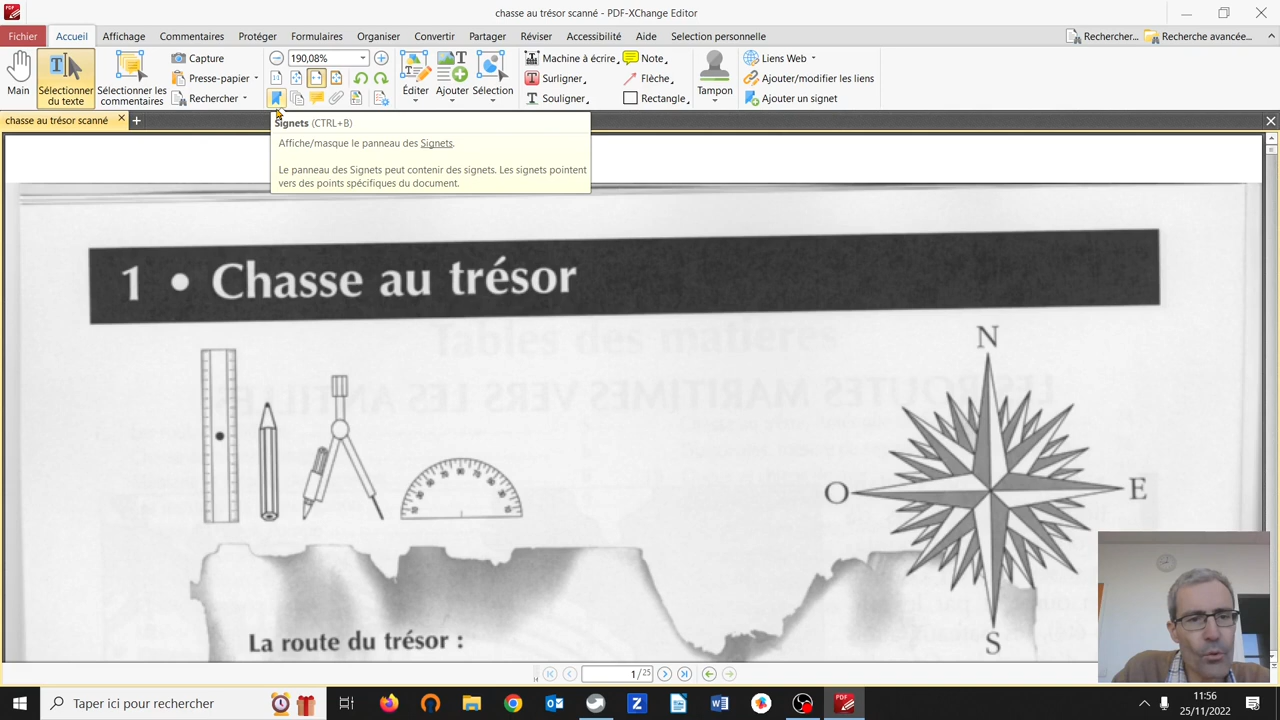 chasse au trésor scanné - PDF-XChange Editor
Fichier
Accueil
Affichage
Commentaires
Protéger
Formulaires
Organiser
Convertir
Partager
Réviser
Accessibilité
Aide
Selection personnelle
Rechercher...
Recherche avancée...
Main
Sélectionner du texte
Sélectionner les commentaires
Capture
Presse-papier
Rechercher
190,08%
Éditer
Ajouter
Sélection
Machine à écrire
Surligner
Souligner
Note
Flèche
Rectangle
Tampon
Liens Web
Ajouter/modifier les liens
Ajouter un signet
chasse au trésor scanné
Signets (CTRL+B)
Affiche/masque le panneau des Signets.
Le panneau des Signets peut contenir des signets. Les signets pointent
vers des points spécifiques du document.
1 • Chasse au trésor
N
O
E
S
La route du trésor :
1/25
Taper ici pour rechercher
11:56
25/11/2022